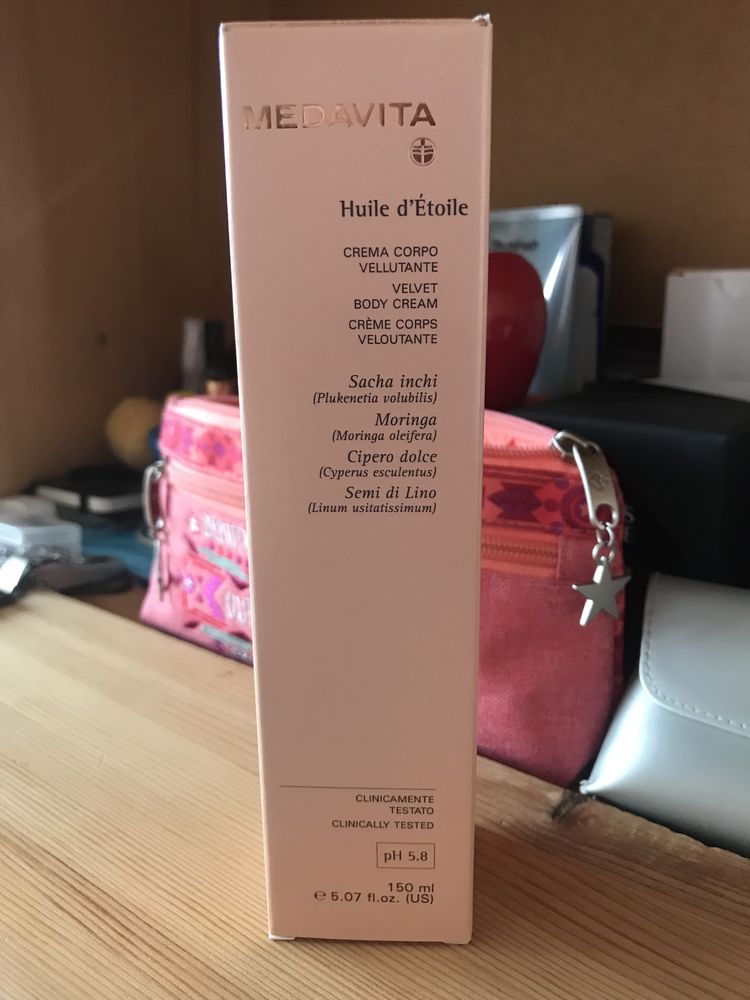 MEDAVITA
Huile d'Étoile
CREMA CORPO
VELLUTANTE
VELVET
BODY CREAM
CRÈME CORPS
VELOUTANTE
Sacha inchi
(Plukenetia volubilis)
Moringa
(Moringa oleifera)
Cipero dolce
(Cyperus esculentus)
Semi di Lino
(Linum usitatissimum)
CLINICAMENTE
TESTATO
CLINICALLY TESTED
pH 5.8
150 ml
℮ 5.07 fl.oz. (US)